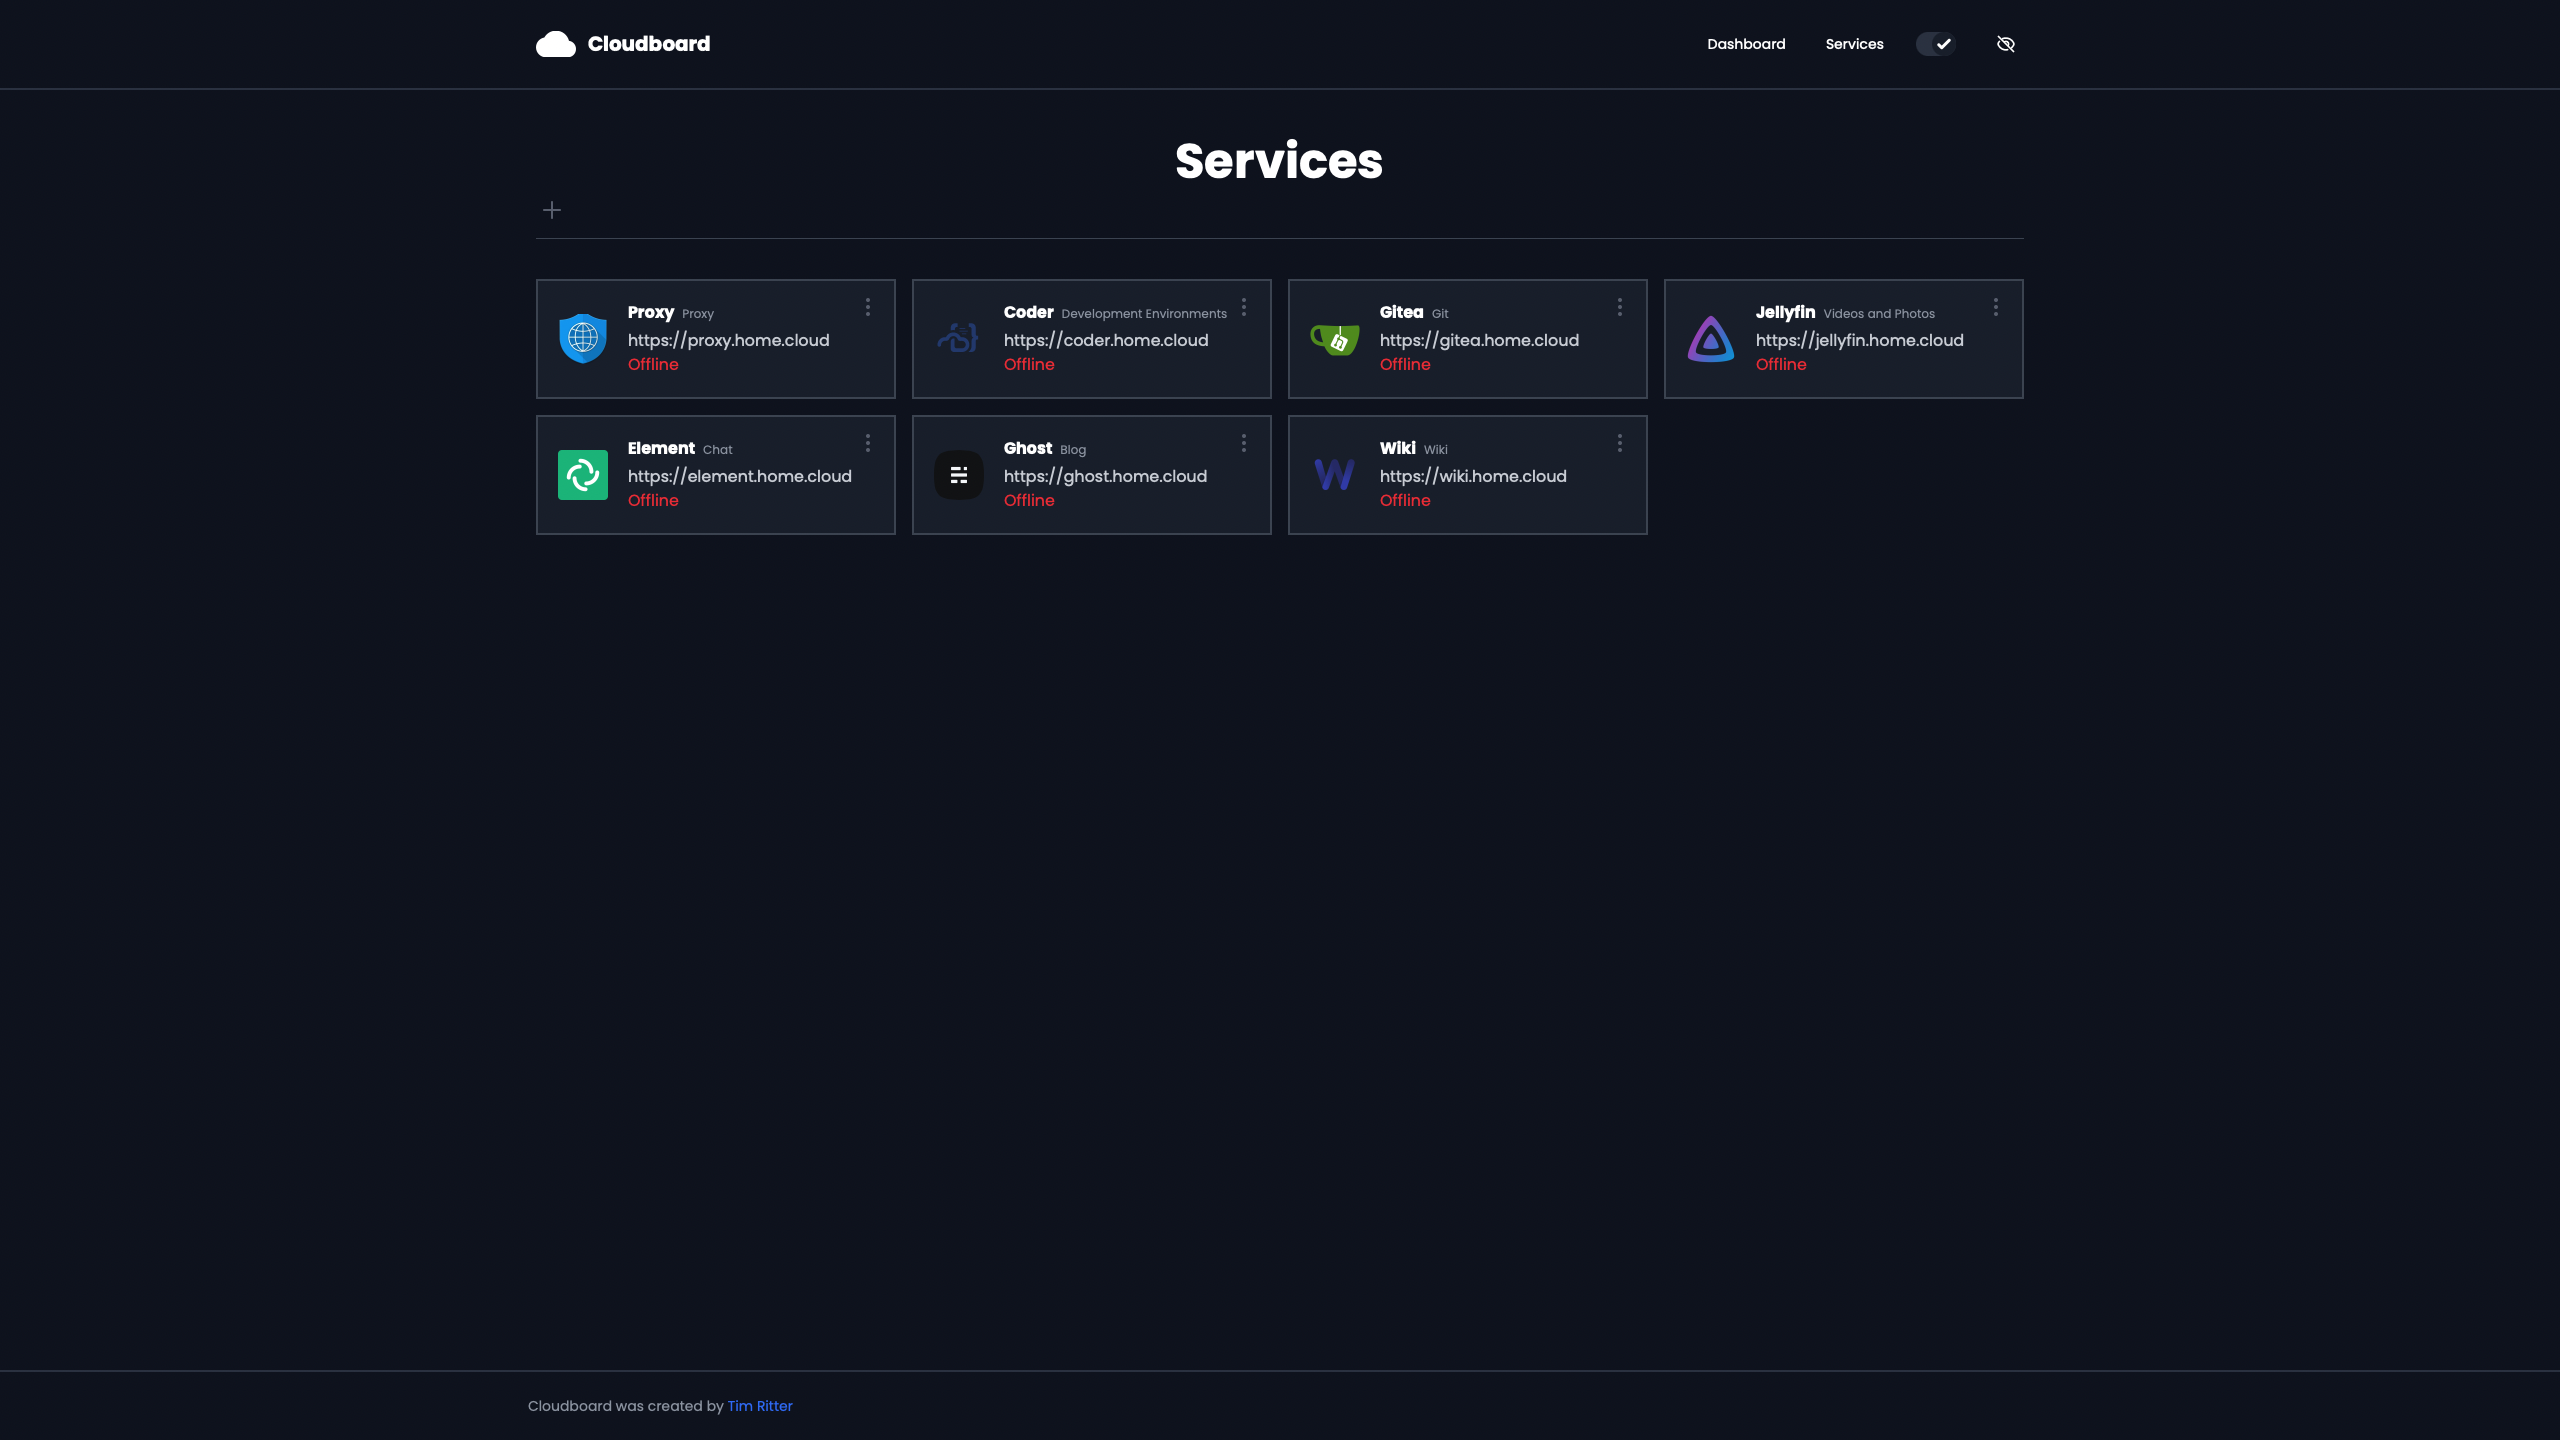 Cloudboard
Dashboard
Services
Services
Proxy Proxy
https://proxy.home.cloud
Offline
Coder Development Environments
https://coder.home.cloud
Offline
Gitea Git
https://gitea.home.cloud
Offline
Jellyfin Videos and Photos
https://jellyfin.home.cloud
Offline
Element Chat
https://element.home.cloud
Offline
Ghost Blog
https://ghost.home.cloud
Offline
Wiki Wiki
https://wiki.home.cloud
Offline
Cloudboard was created by Tim Ritter